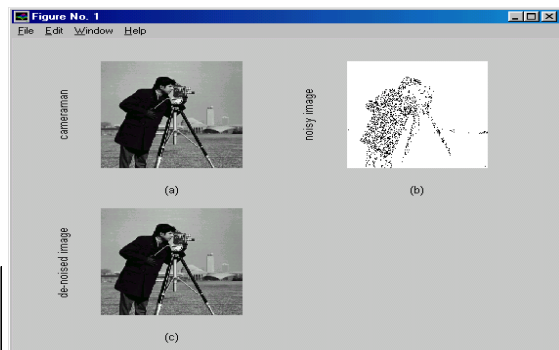 Figure No. 1
File Edit Window Help
cameraman
(a)
noisy image
(b)
de-noised image
(c)